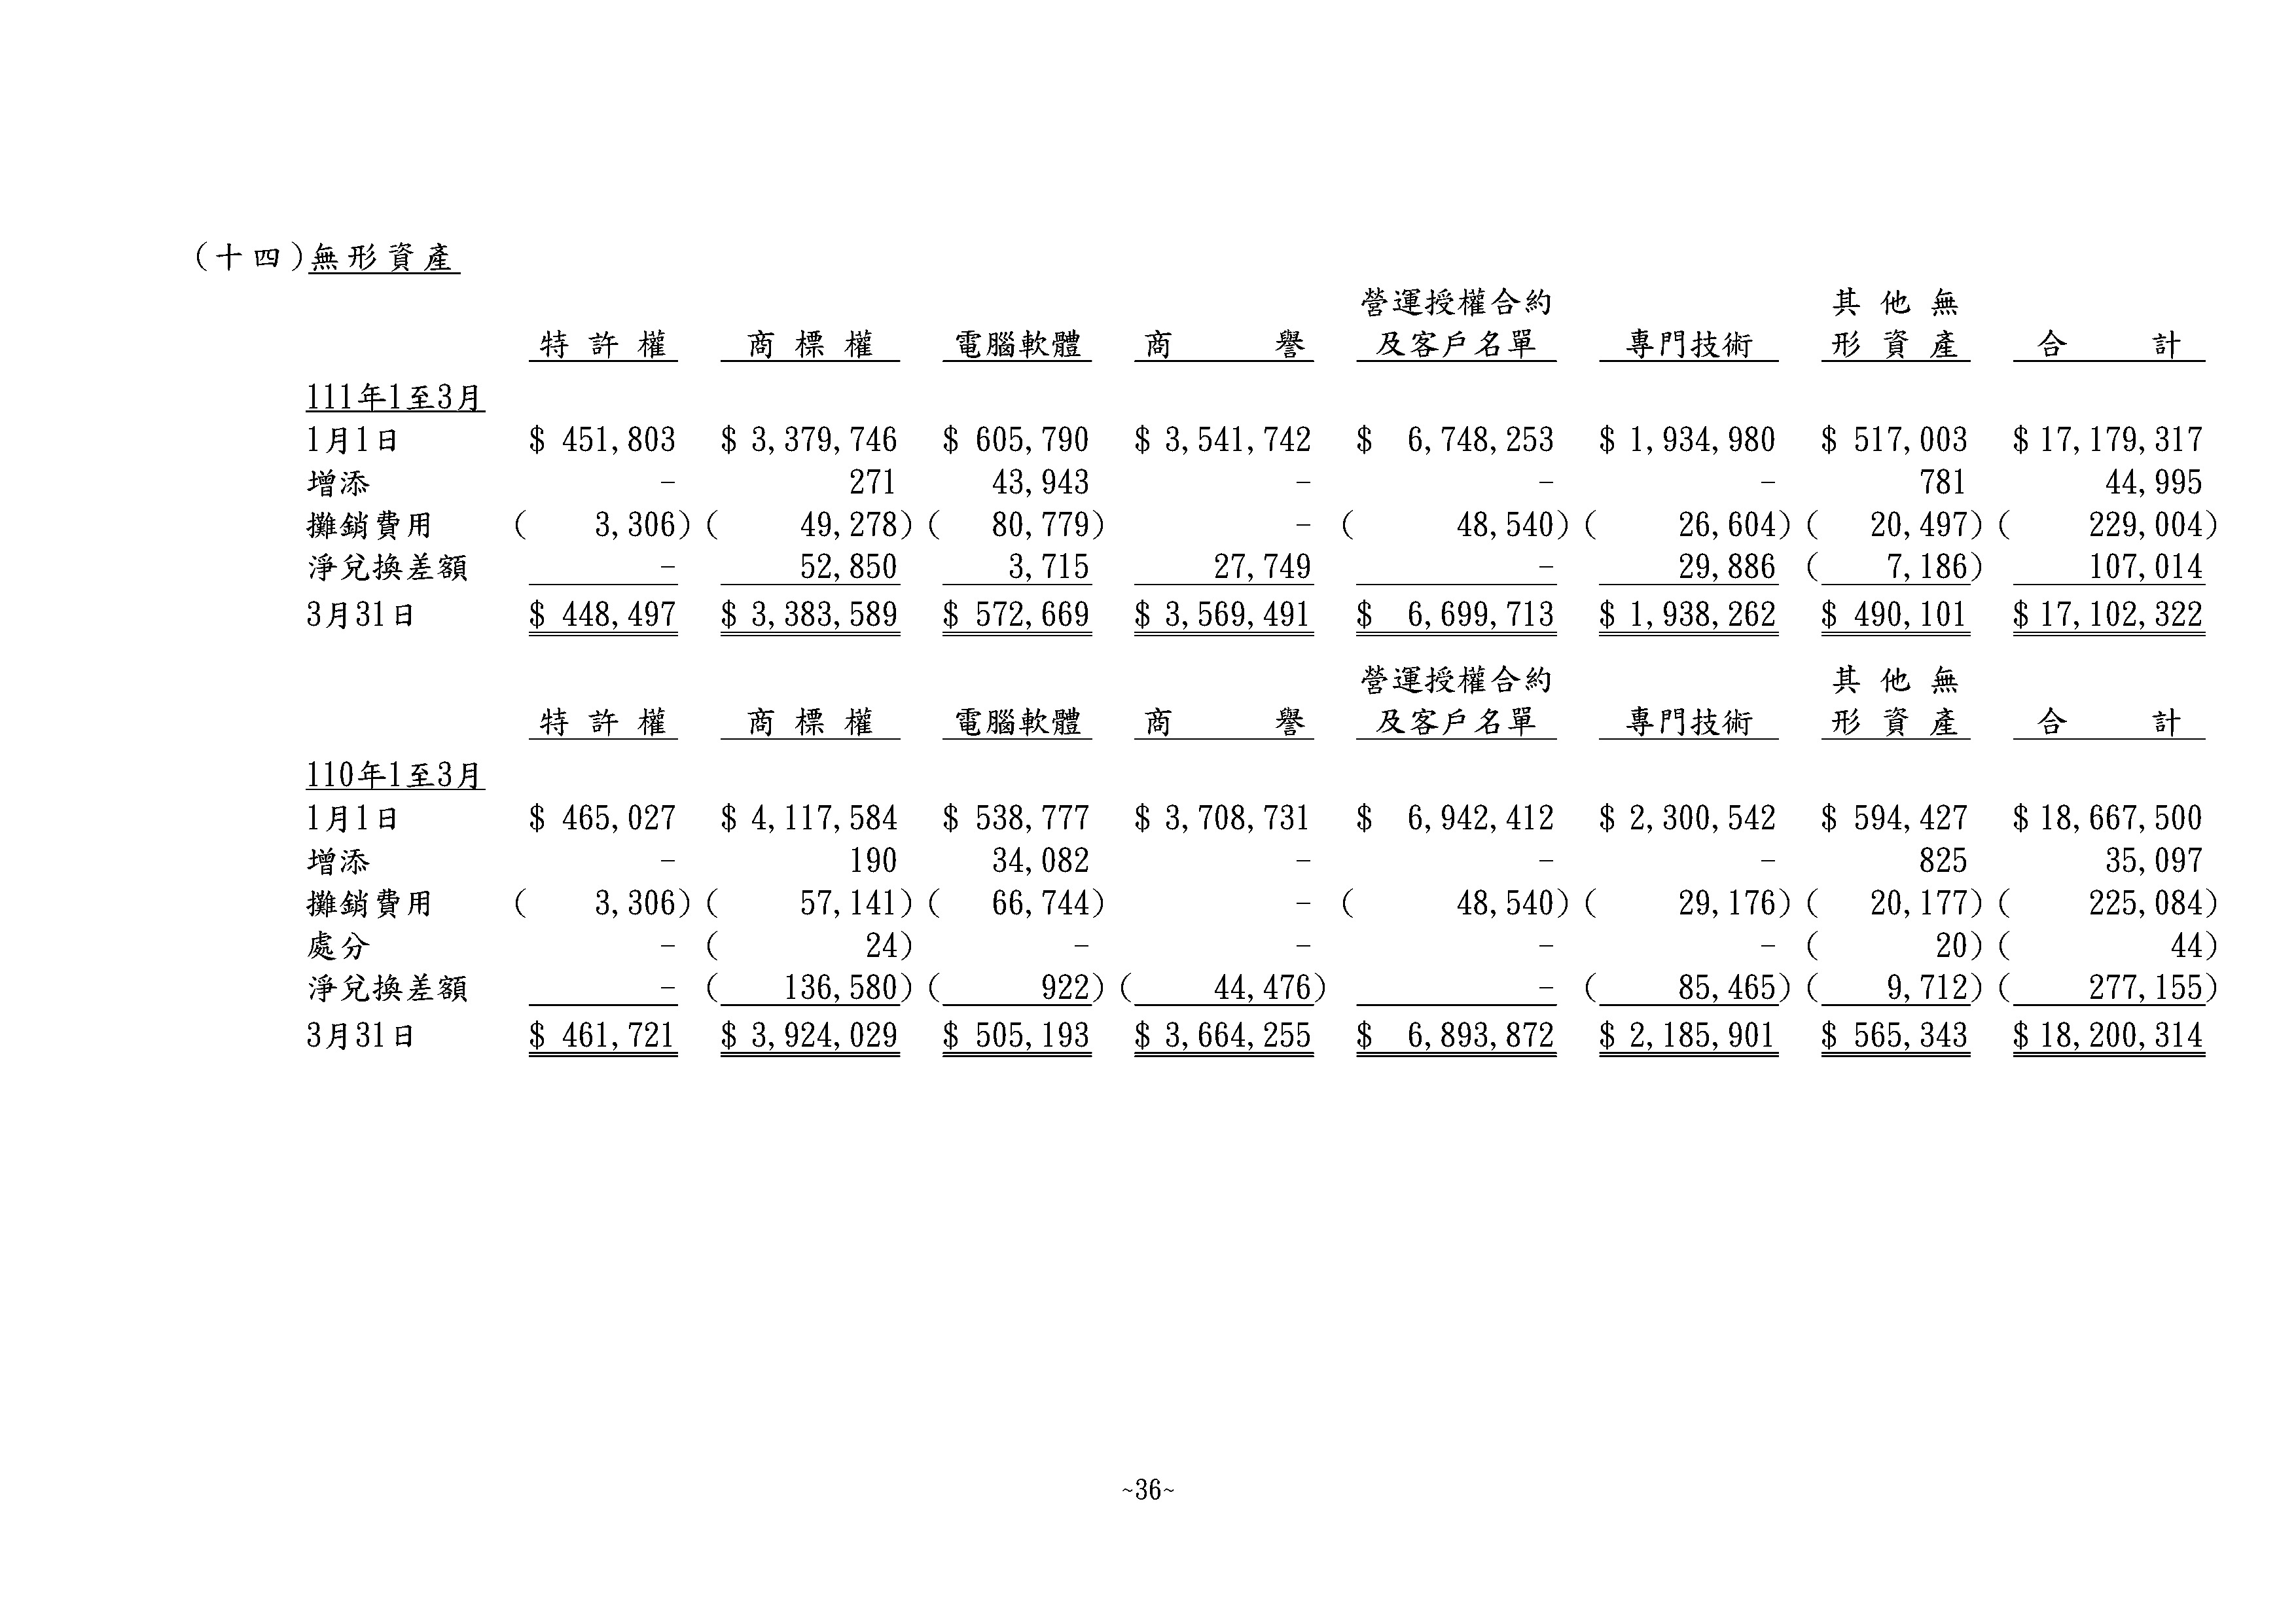 (十四)無形資產
營運授權合約 其他無
特許權 商標權 電腦軟體 商譽 及客戶名單 專門技術 形資產 合計
111年1至3月
1月1日 $ 451,803 $ 3,379,746 $ 605,790 $ 3,541,742 $ 6,748,253 $ 1,934,980 $ 517,003 $ 17,179,317
增添 - 271 43,943 - - - 781 44,995
攤銷費用 ( 3,306) ( 49,278) ( 80,779) - ( 48,540) ( 26,604) ( 20,497) ( 229,004)
淨兌換差額 - 52,850 3,715 27,749 - 29,886 ( 7,186) 107,014
3月31日 $ 448,497 $ 3,383,589 $ 572,669 $ 3,569,491 $ 6,699,713 $ 1,938,262 $ 490,101 $ 17,102,322
營運授權合約 其他無
特許權 商標權 電腦軟體 商譽 及客戶名單 專門技術 形資產 合計
110年1至3月
1月1日 $ 465,027 $ 4,117,584 $ 538,777 $ 3,708,731 $ 6,942,412 $ 2,300,542 $ 594,427 $ 18,667,500
增添 - 190 34,082 - - - 825 35,097
攤銷費用 ( 3,306) ( 57,141) ( 66,744) - ( 48,540) ( 29,176) ( 20,177) ( 225,084)
處分 - ( 24) - - - - ( 20) ( 44)
淨兌換差額 - ( 136,580) ( 922) ( 44,476) - ( 85,465) ( 9,712) ( 277,155)
3月31日 $ 461,721 $ 3,924,029 $ 505,193 $ 3,664,255 $ 6,893,872 $ 2,185,901 $ 565,343 $ 18,200,314
~36~